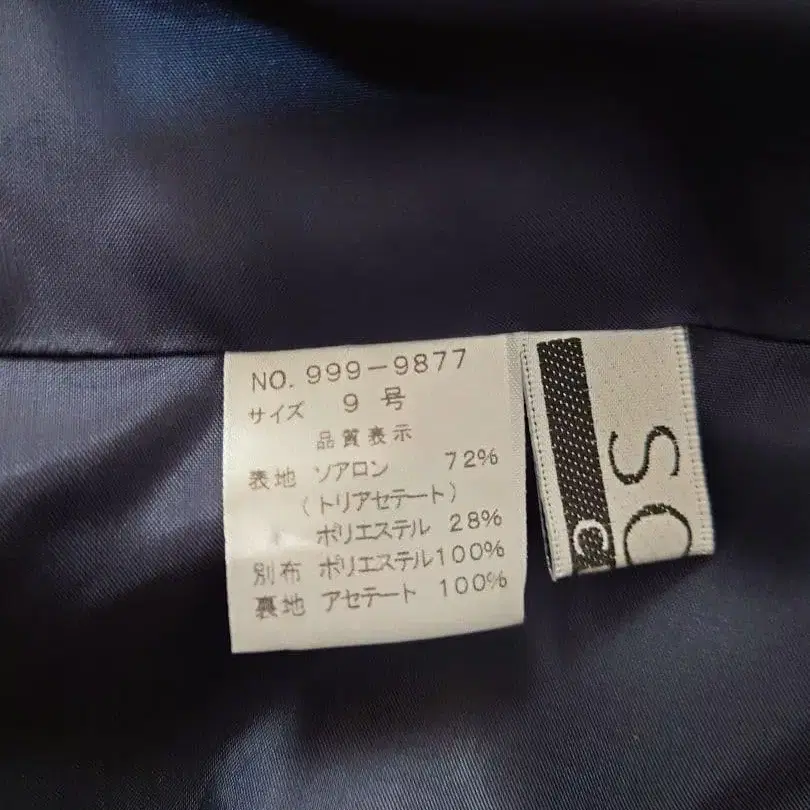 NO. 999-9877
サイズ 9 号
品質表示
表地 ソアロン 72%
(トリアセテート)
ポリエステル 28%
別布 ポリエステル100%
裏地 アセテート 100%